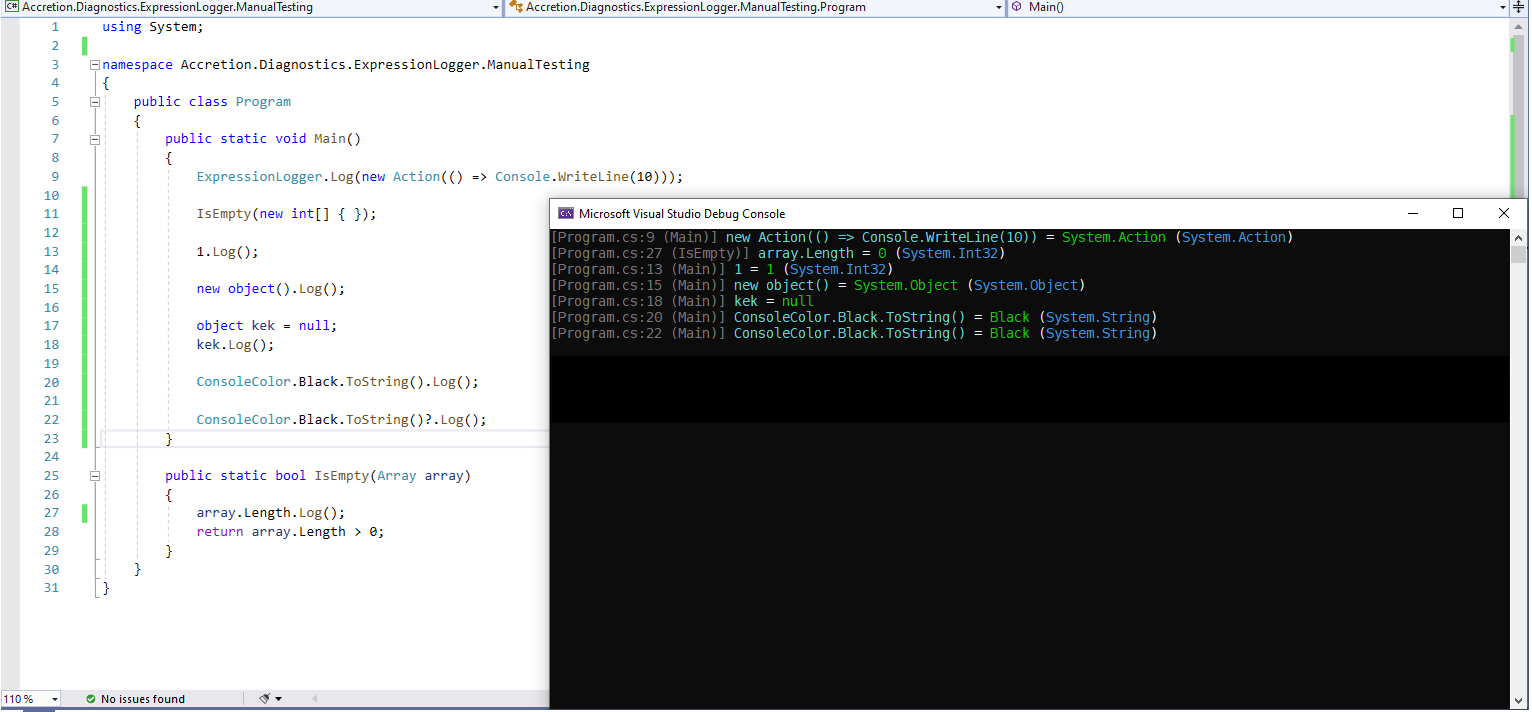 C# Accretion.Diagnostics.ExpressionLogger.ManualTesting
Accretion.Diagnostics.ExpressionLogger.ManualTesting.Program
Main()
1 using System;
2
3 namespace Accretion.Diagnostics.ExpressionLogger.ManualTesting
4 {
5 public class Program
6 {
7 public static void Main()
8 {
9 ExpressionLogger.Log(new Action(() => Console.WriteLine(10)));
10
11 IsEmpty(new int[] { });
12
13 1.Log();
14
15 new object().Log();
16
17 object kek = null;
18 kek.Log();
19
20 ConsoleColor.Black.ToString().Log();
21
22 ConsoleColor.Black.ToString()?.Log();
23 }
24
25 public static bool IsEmpty(Array array)
26 {
27 array.Length.Log();
28 return array.Length > 0;
29 }
30 }
31 }
110 %
No issues found
C:\ Microsoft Visual Studio Debug Console
[Program.cs:9 (Main)] new Action(() => Console.WriteLine(10)) = System.Action (System.Action)
[Program.cs:27 (IsEmpty)] array.Length = 0 (System.Int32)
[Program.cs:13 (Main)] 1 = 1 (System.Int32)
[Program.cs:15 (Main)] new object() = System.Object (System.Object)
[Program.cs:18 (Main)] kek = null
[Program.cs:20 (Main)] ConsoleColor.Black.ToString() = Black (System.String)
[Program.cs:22 (Main)] ConsoleColor.Black.ToString() = Black (System.String)